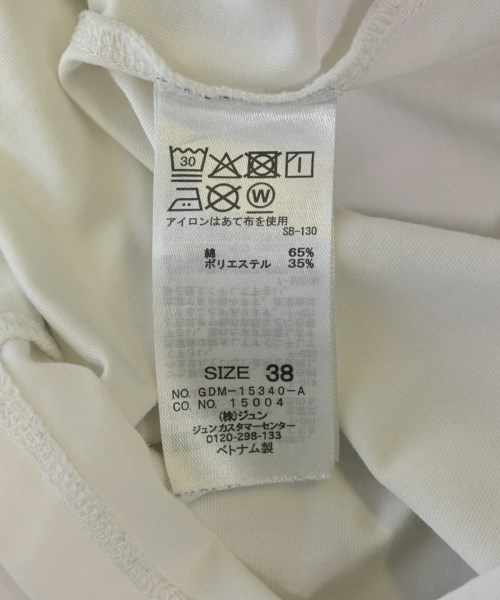 30
W
アイロンはあて布を使用
SB-130
綿 65%
ポリエステル 35%
SIZE 38
NO. GDM-15340-A
CO. NO. 15004
(株)ジュン
ジュンカスタマーセンター
0120-298-133
ベトナム製